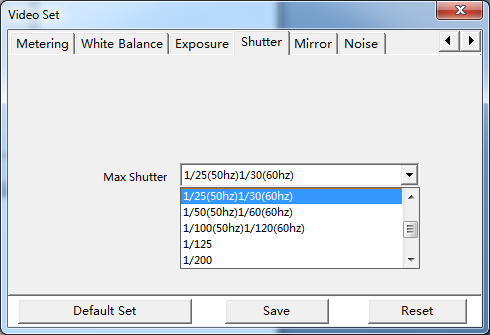 Video Set
Metering White Balance Exposure Shutter Mirror Noise
Max Shutter 1/25(50hz)1/30(60hz)
1/25(50hz)1/30(60hz)
1/50(50hz)1/60(60hz)
1/100(50hz)1/120(60hz)
1/125
1/200
Default Set Save Reset